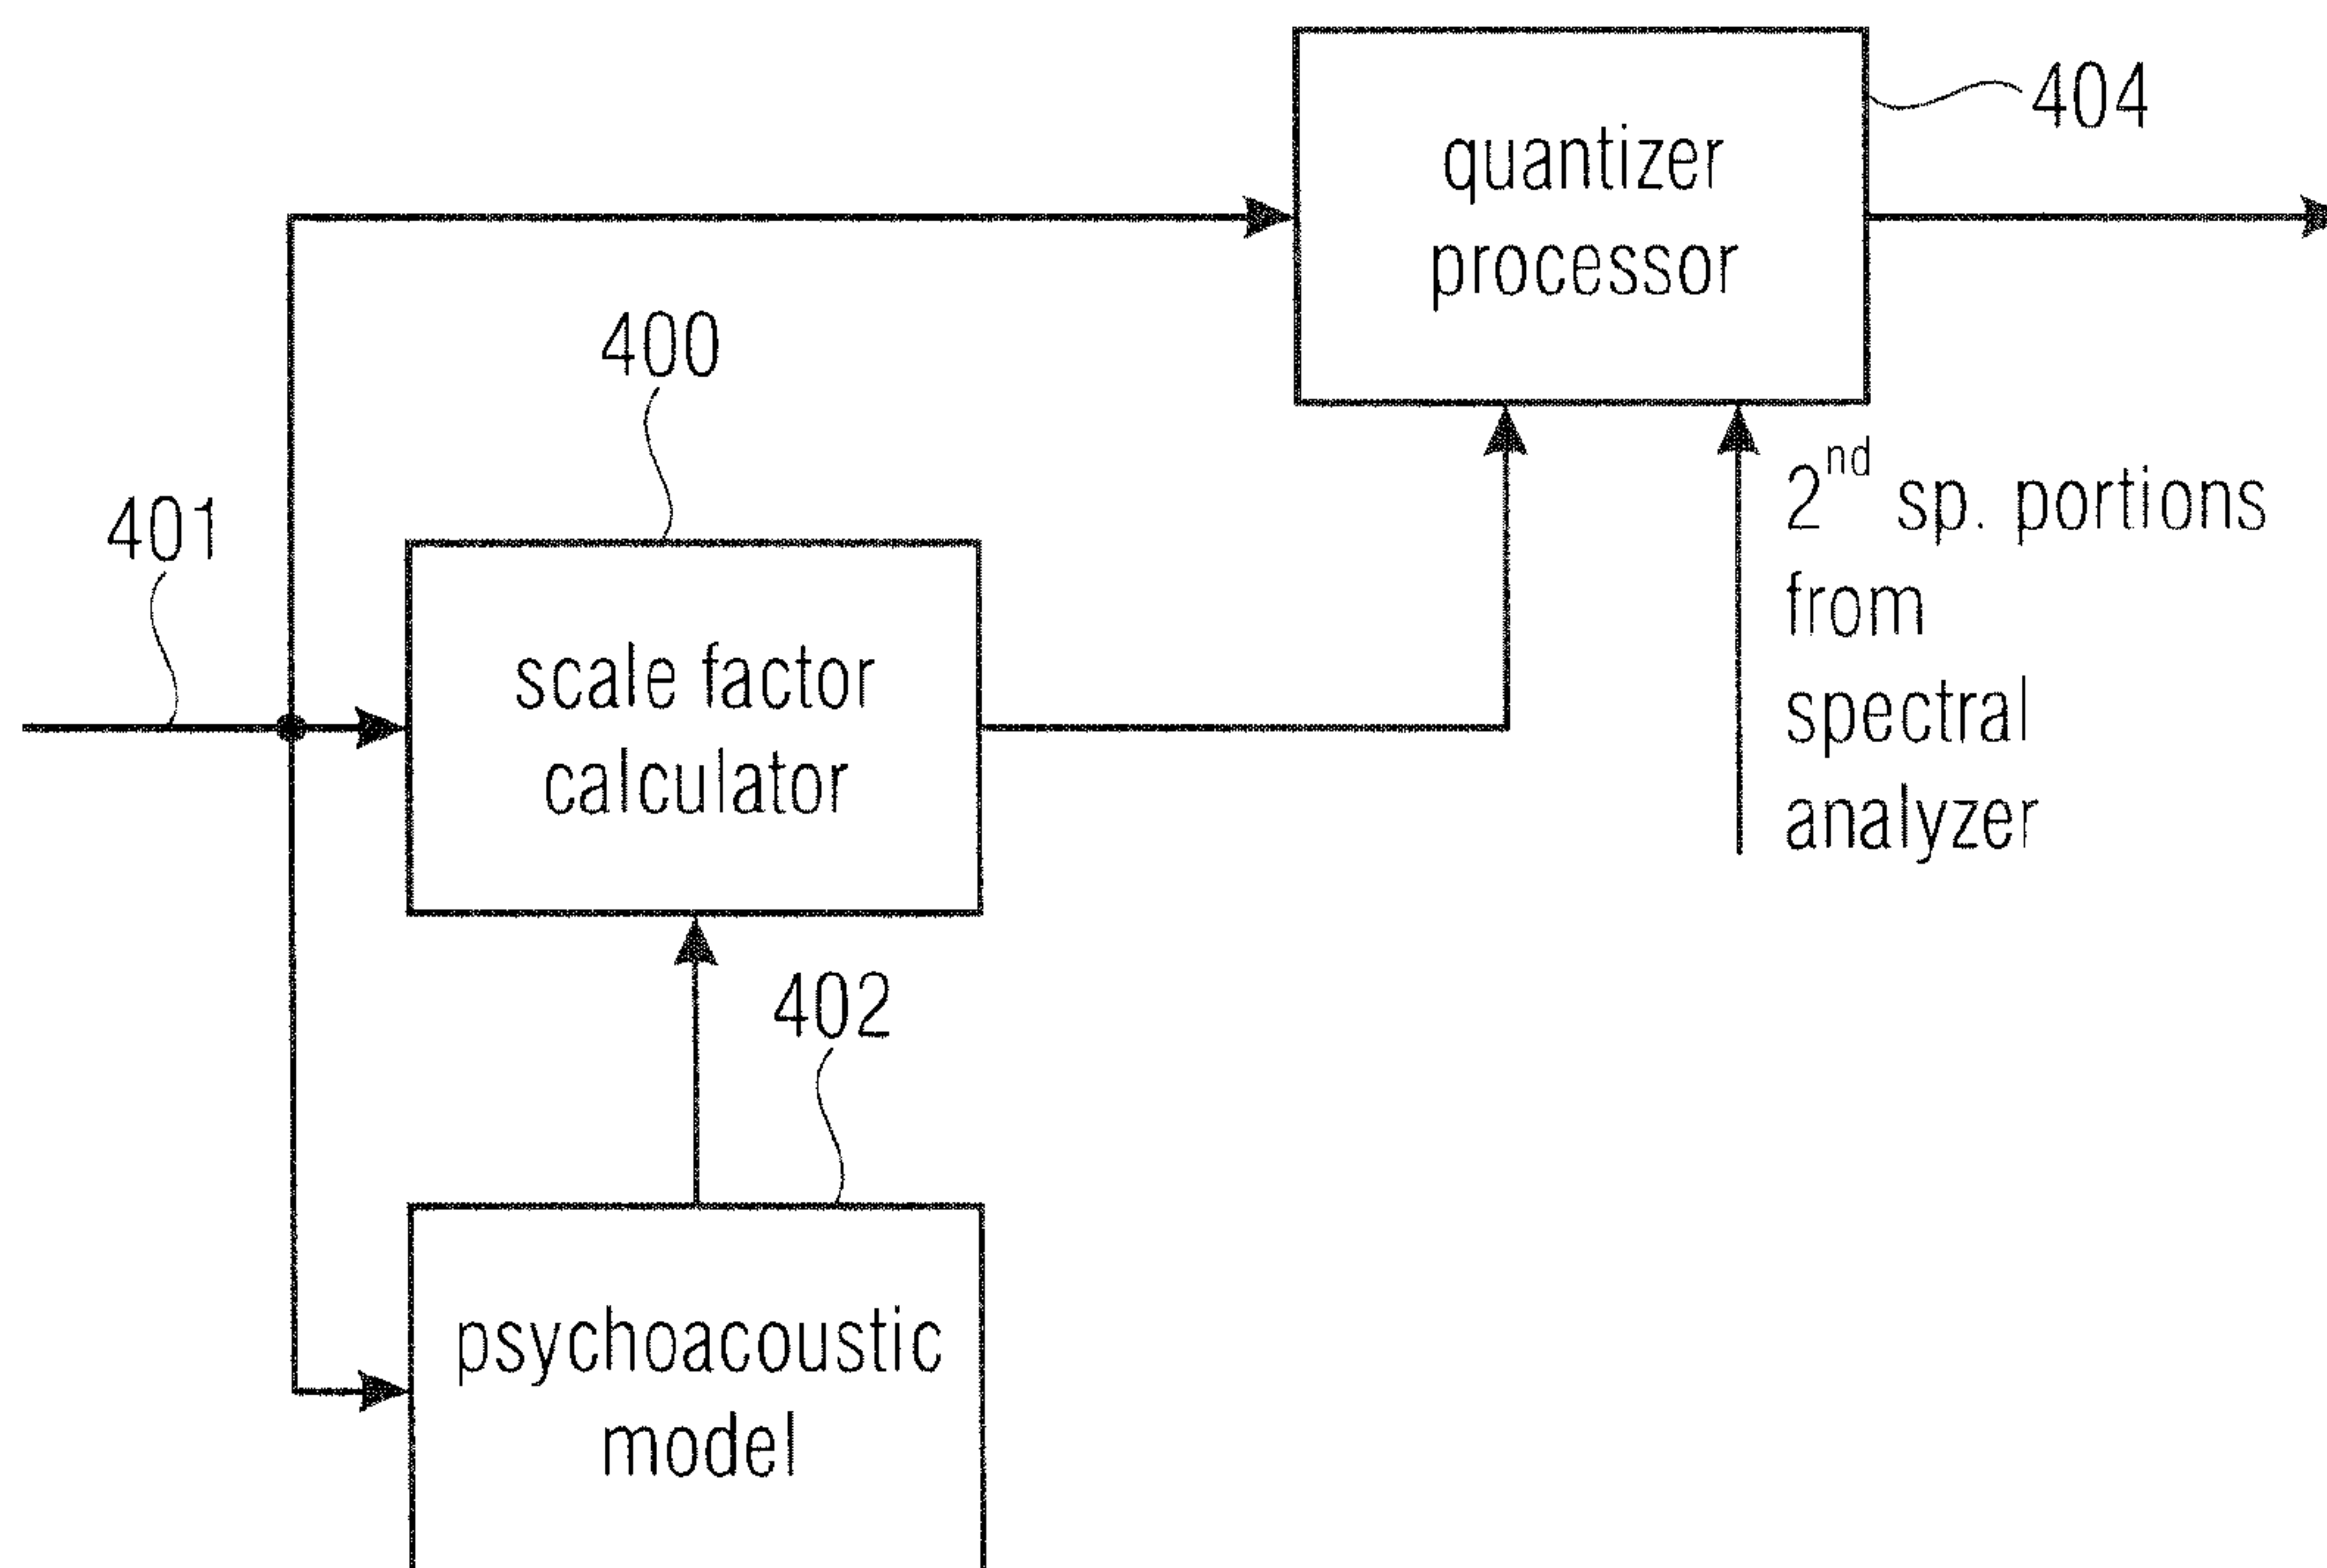 404
quantizer
processor
400
2nd sp. portions
from
spectral
analyzer
401
scale factor
calculator
402
psychoacoustic
model